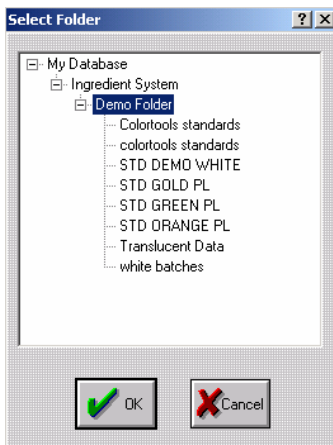 Select Folder
My Database
Ingredient System
Demo Folder
Colortools standards
colortools standards
STD DEMO WHITE
STD GOLD PL
STD GREEN PL
STD ORANGE PL
Translucent Data
white batches
OK
Cancel